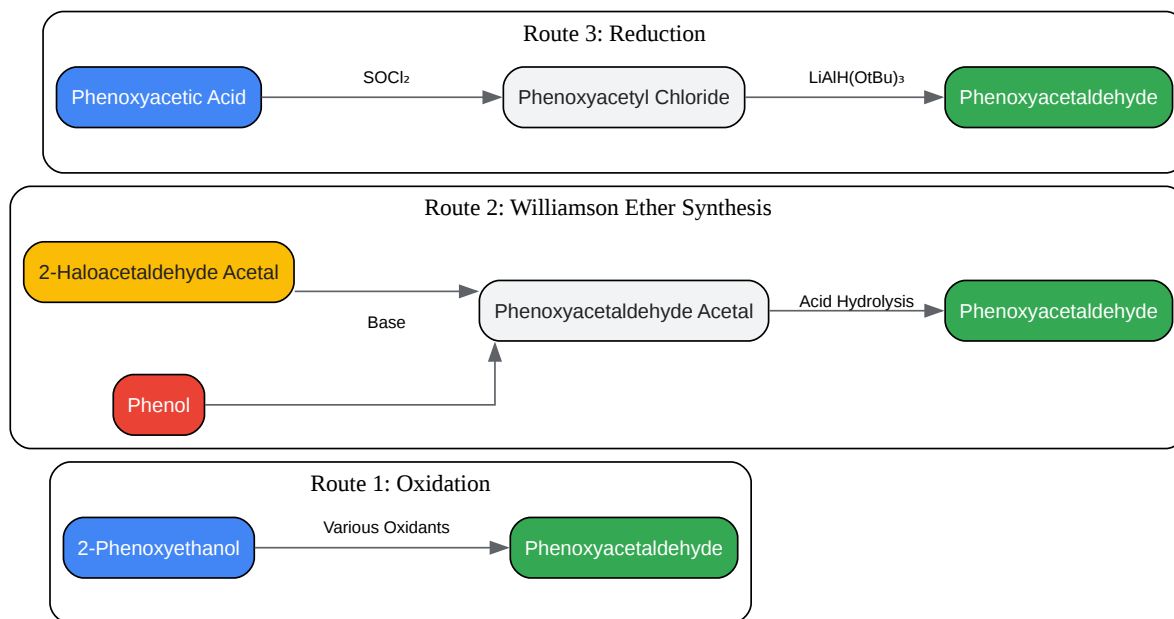 Route 3: Reduction
Phenoxyacetic Acid
SOCl₂
Phenoxyacetyl Chloride
LiAlH(OtBu)₃
Phenoxyacetaldehyde
Route 2: Williamson Ether Synthesis
2-Haloacetaldehyde Acetal
Base
Phenol
Phenoxyacetaldehyde Acetal
Acid Hydrolysis
Phenoxyacetaldehyde
Route 1: Oxidation
2-Phenoxyethanol
Various Oxidants
Phenoxyacetaldehyde